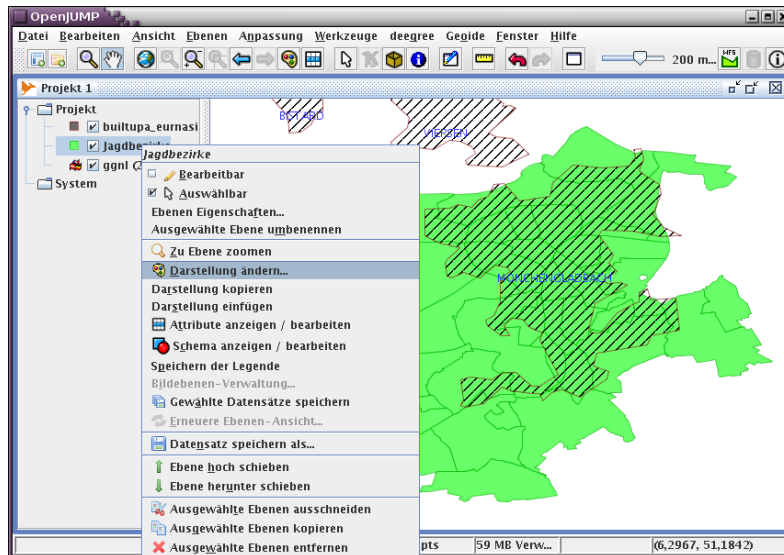 OpenJUMP
Datei Bearbeiten Ansicht Ebenen Anpassung Werkzeuge deegree Geoide Fenster Hilfe
200 m... WFS
Projekt 1
Projekt
builtupa_eurnasi
Jagdbezirke
ggnl (2
System
Jagdbezirke
Bearbeitbar
Auswählbar
Ebenen Eigenschaften...
Ausgewählte Ebene umbenennen
Zu Ebene zoomen
Darstellung ändern...
Darstellung kopieren
Darstellung einfügen
Attribute anzeigen / bearbeiten
Schema anzeigen / bearbeiten
Speichern der Legende
Bildebenen-Verwaltung...
Gewählte Datensätze speichern
Erneuere Ebenen-Ansicht...
Datensatz speichern als...
Ebene hoch schieben
Ebene herunter schieben
Ausgewählte Ebenen ausschneiden
Ausgewählte Ebenen kopieren
Ausgewählte Ebenen entfernen
VIERSEN
MÖNCHENGLADBACH
pts 59 MB Verw... (6,2967, 51,1842)